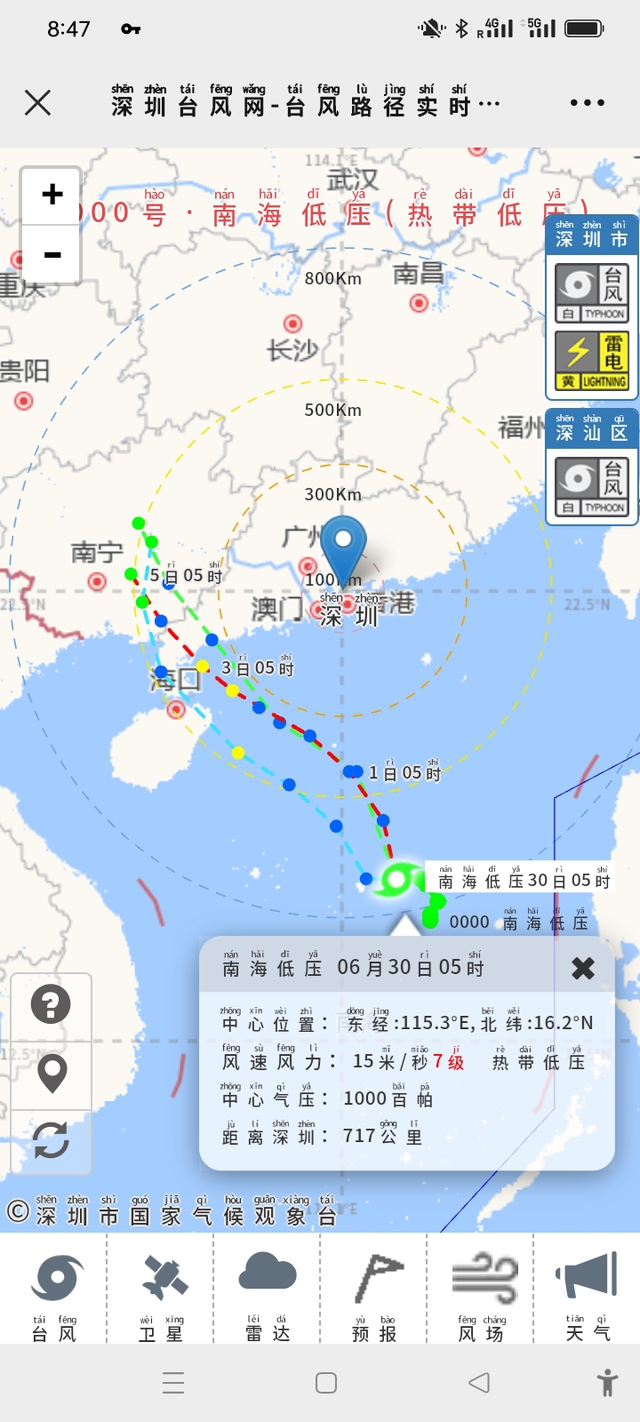 8:47
R 4G 5G
深圳台风网-台风路径实时…
114.1°E
武汉
000号·南海低压(热带低压)
+
-
深圳市
800Km
南昌
台风
白 TYPHOON
重庆
长沙
雷电
黄 LIGHTNING
贵阳
500Km
福州
深汕区
台风
白 TYPHOON
300Km
广州
南宁
5日05时
100Km
22.5°N
澳门
香港
深圳
22.5°N
3日05时
海口
1日05时
南海低压30日05时
0000 南海低压
南海低压 06月30日05时
中心位置: 东经:115.3°E,北纬:16.2°N
风速风力: 15米/秒7级 热带低压
中心气压: 1000百帕
12.5°N
距离深圳: 717公里
©深圳市国家气候观象台
台风
卫星
雷达
预报
风场
天气